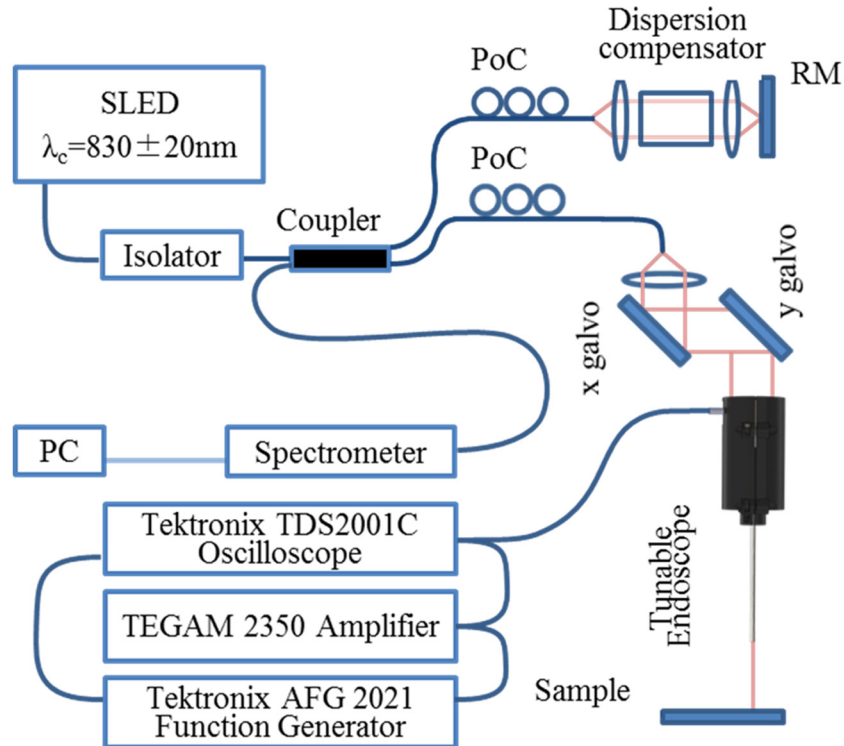 Dispersion
compensator
PoC
RM
SLED
λc=830±20nm
PoC
Coupler
Isolator
x galvo
y galvo
PC
Spectrometer
Tektronix TDS2001C
Oscilloscope
TEGAM 2350 Amplifier
Tektronix AFG 2021
Function Generator
Tunable
Endoscope
Sample